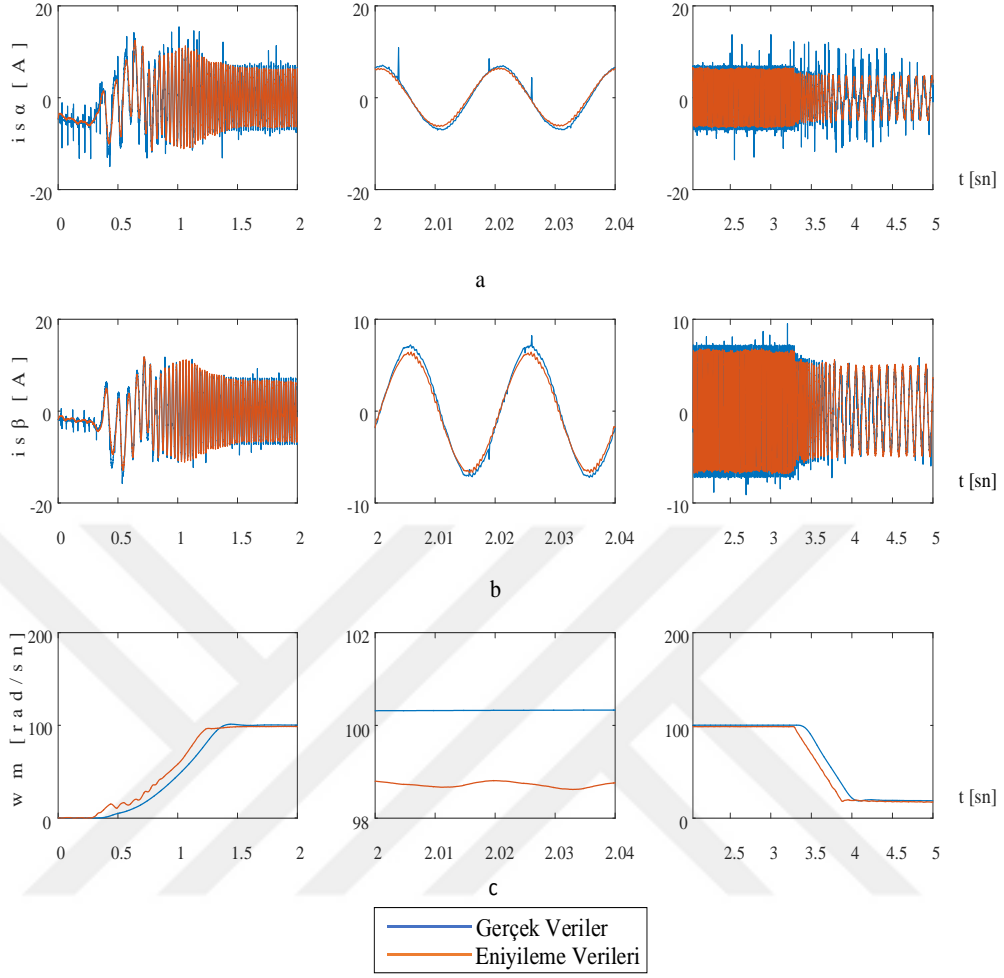 20 20 20
i s α [ A ]
0 0 0
-20 -20 -20
t [sn]
0 0.5 1 1.5 2 2 2.01 2.02 2.03 2.04 2.5 3 3.5 4 4.5 5
a
20 10 10
i s β [ A ]
0 0 0
-20 -10 -10
t [sn]
0 0.5 1 1.5 2 2 2.01 2.02 2.03 2.04 2.5 3 3.5 4 4.5 5
b
200 102 200
w m [ rad/sn]
100 100 100
0 98 0
t [sn]
0 0.5 1 1.5 2 2 2.01 2.02 2.03 2.04 2.5 3 3.5 4 4.5 5
c
Gerçek Veriler
Eniyileme Verileri